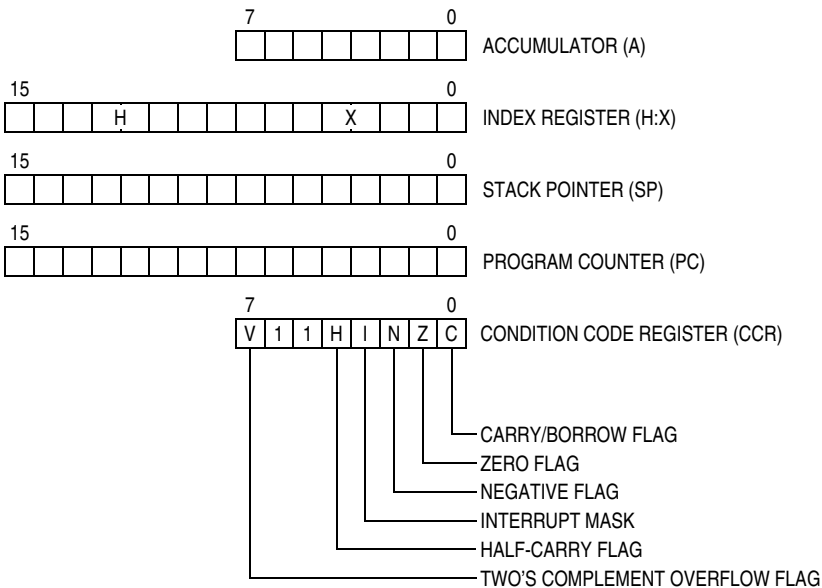 7 0
ACCUMULATOR (A)
15 0
H X INDEX REGISTER (H:X)
15 0
STACK POINTER (SP)
15 0
PROGRAM COUNTER (PC)
7 0
V 1 1 H I N Z C CONDITION CODE REGISTER (CCR)
CARRY/BORROW FLAG
ZERO FLAG
NEGATIVE FLAG
INTERRUPT MASK
HALF-CARRY FLAG
TWO'S COMPLEMENT OVERFLOW FLAG